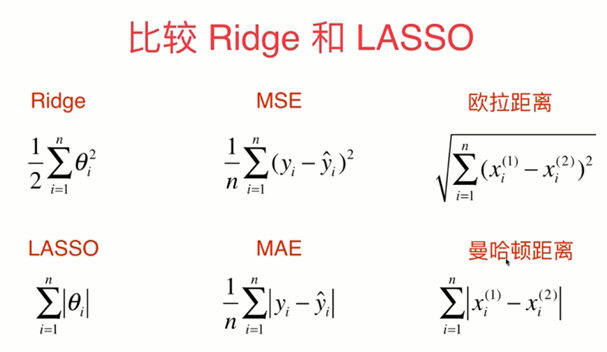 比较 Ridge 和 LASSO
Ridge MSE 欧拉距离
$\frac{1}{2}\sum_{i=1}^{n}\theta_i^2$ $\frac{1}{n}\sum_{i=1}^{n}(y_i-\hat{y}_i)^2$ $\sqrt{\sum_{i=1}^{n}(x_i^{(1)}-x_i^{(2)})^2}$
LASSO MAE 曼哈顿距离
$\sum_{i=1}^{n}|\theta_i|$ $\frac{1}{n}\sum_{i=1}^{n}|y_i-\hat{y}_i|$ $\sum_{i=1}^{n}|x_i^{(1)}-x_i^{(2)}|$